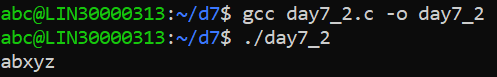 abc@LIN30000313:~/d7$ gcc day7_2.c -o day7_2
abc@LIN30000313:~/d7$ ./day7_2
abxyz